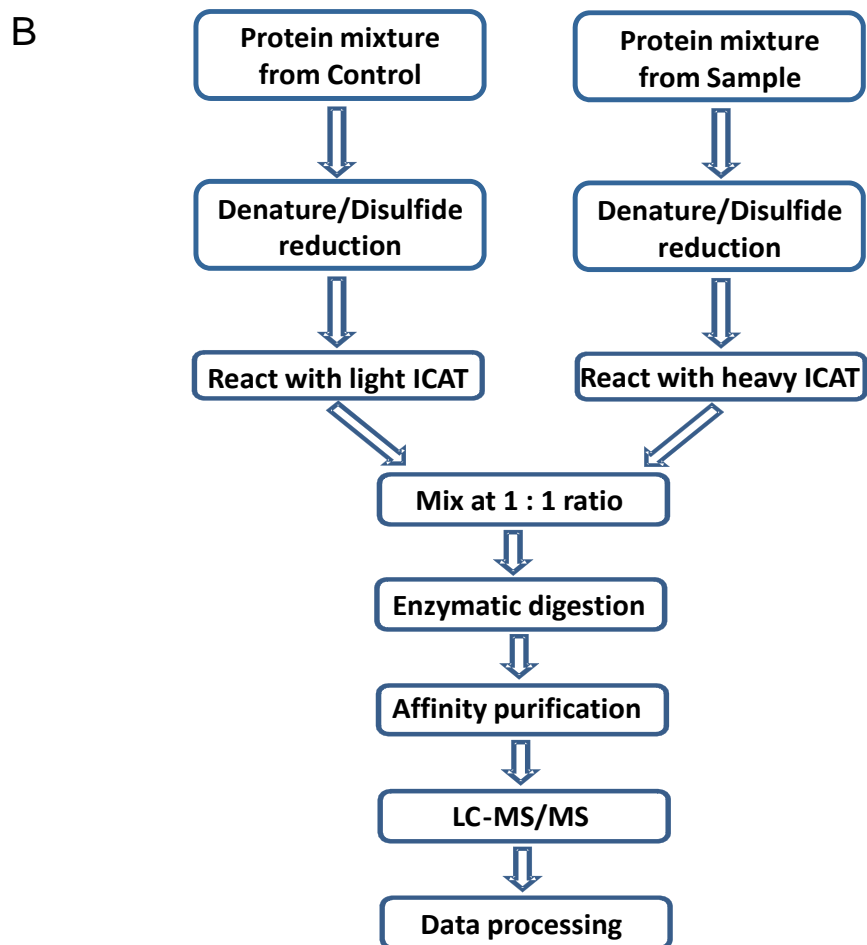 B
Protein mixture
from Control
Protein mixture
from Sample
Denature/Disulfide
reduction
Denature/Disulfide
reduction
React with light ICAT
React with heavy ICAT
Mix at 1 : 1 ratio
Enzymatic digestion
Affinity purification
LC-MS/MS
Data processing